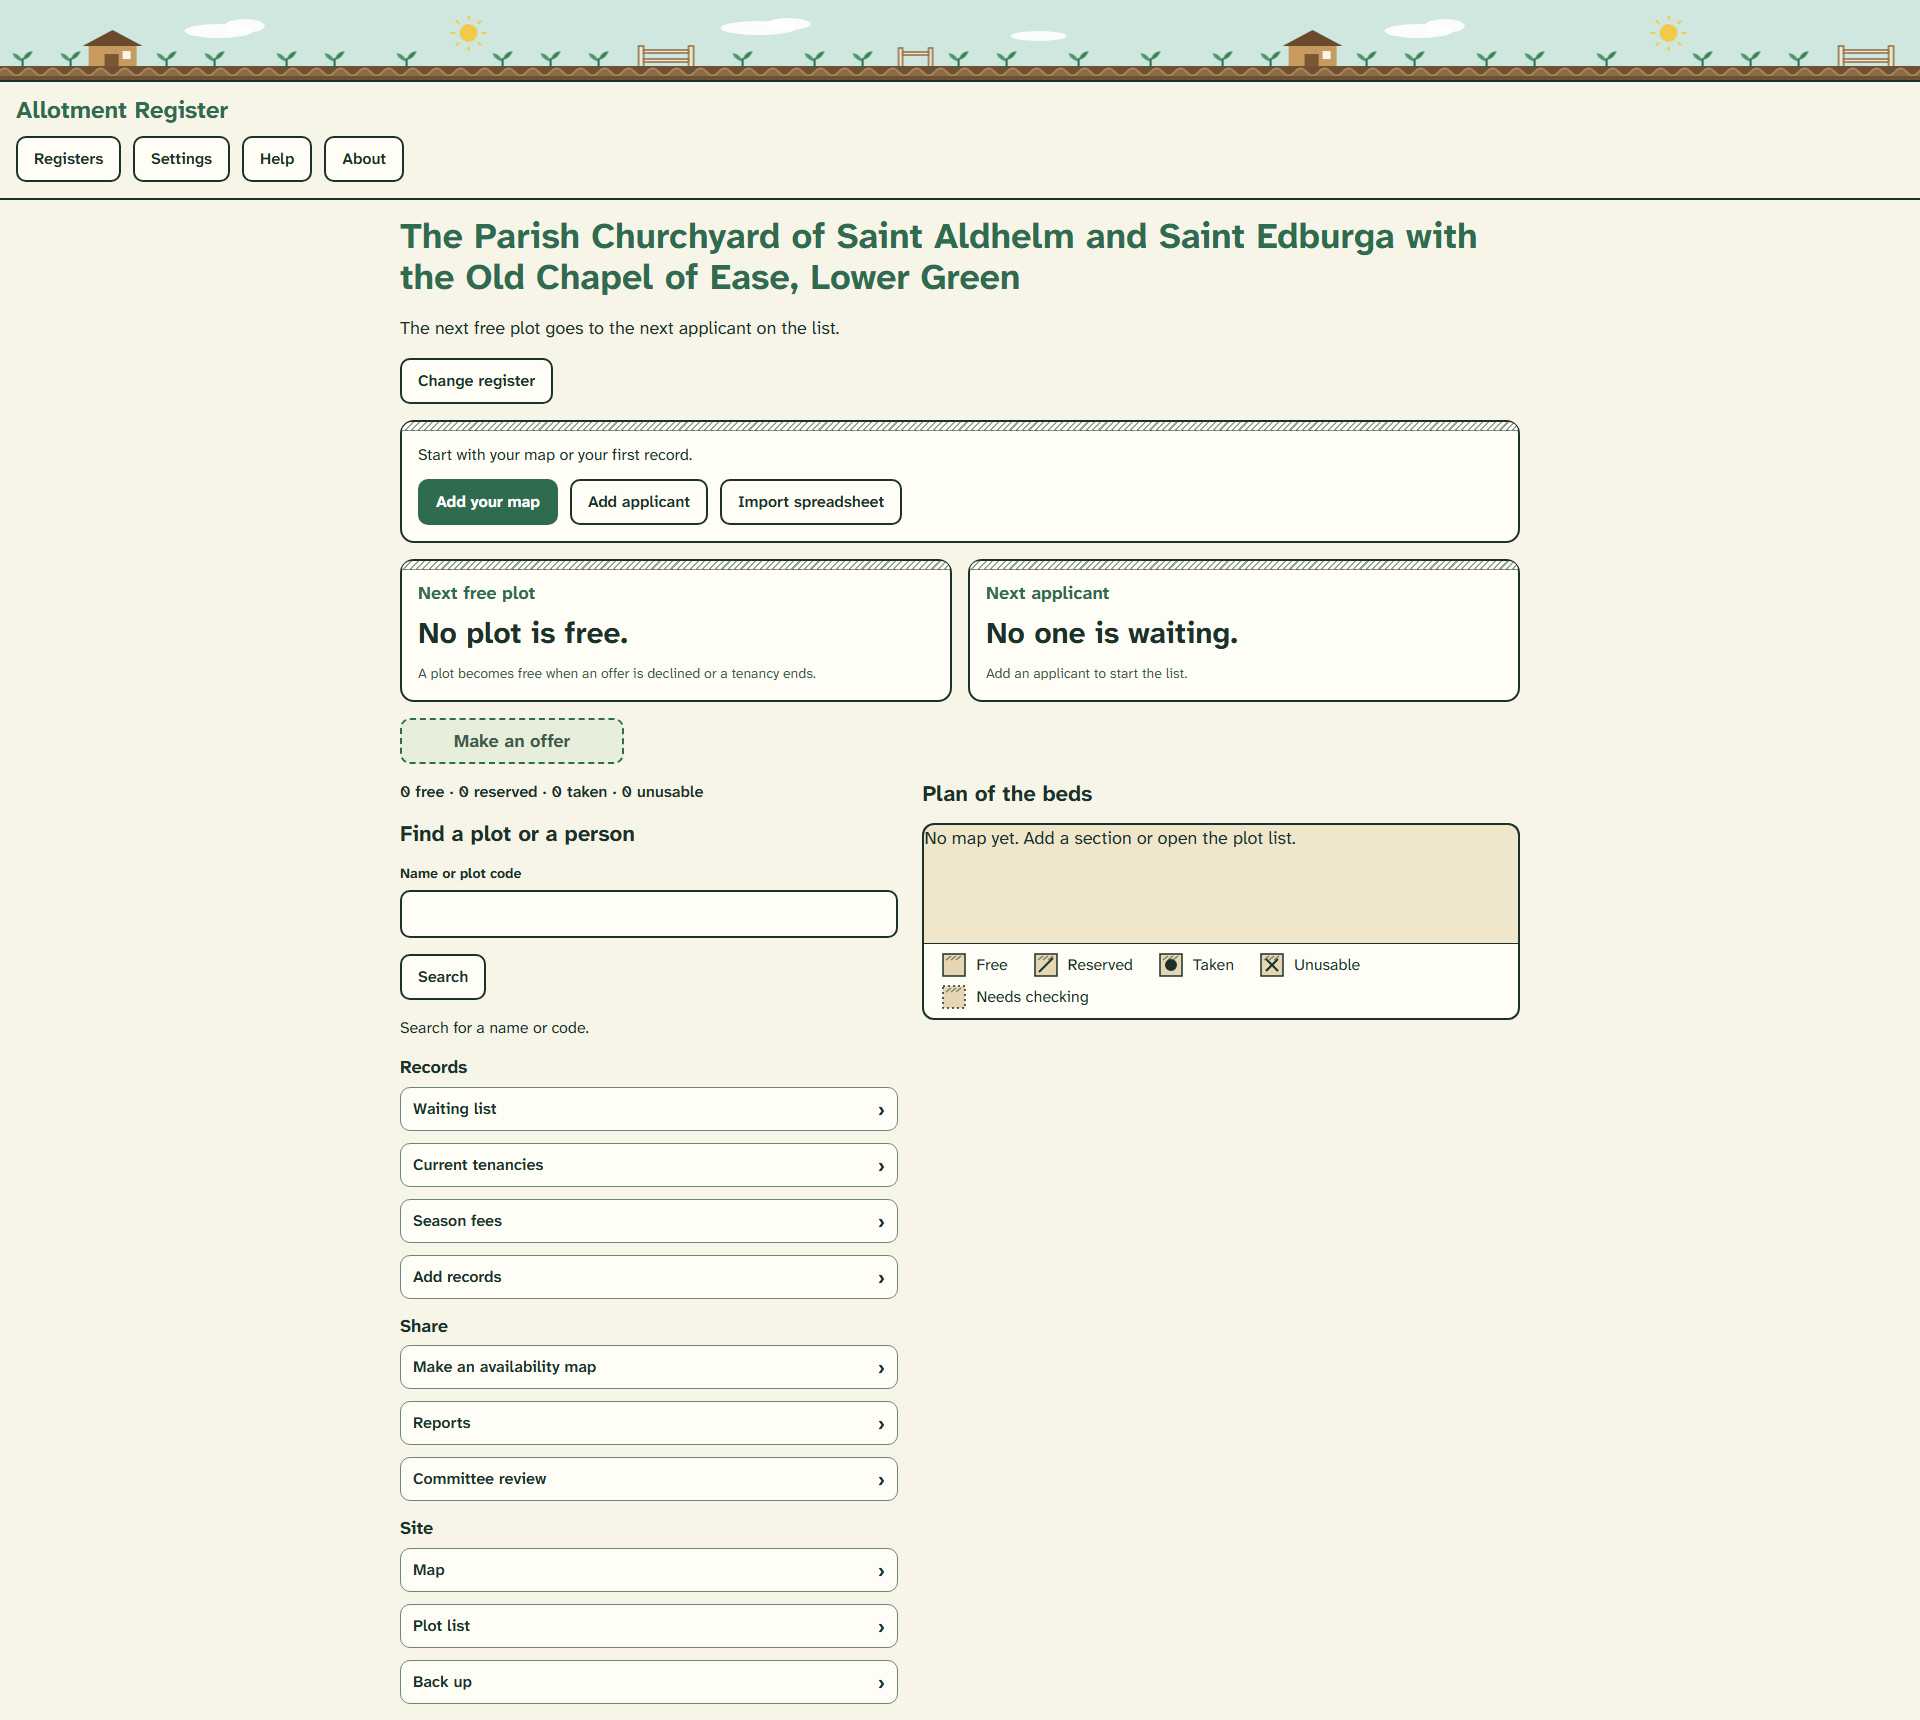 Allotment Register
Registers
Settings
Help
About
The Parish Churchyard of Saint Aldhelm and Saint Edburga with
the Old Chapel of Ease, Lower Green
The next free plot goes to the next applicant on the list.
Change register
Start with your map or your first record.
Add your map
Add applicant
Import spreadsheet
Next free plot
No plot is free.
A plot becomes free when an offer is declined or a tenancy ends.
Next applicant
No one is waiting.
Add an applicant to start the list.
Make an offer
0 free · 0 reserved · 0 taken · 0 unusable
Find a plot or a person
Name or plot code
Search
Search for a name or code.
Plan of the beds
No map yet. Add a section or open the plot list.
Free
Reserved
Taken
Unusable
Needs checking
Records
Waiting list ›
Current tenancies ›
Season fees ›
Add records ›
Share
Make an availability map ›
Reports ›
Committee review ›
Site
Map ›
Plot list ›
Back up ›